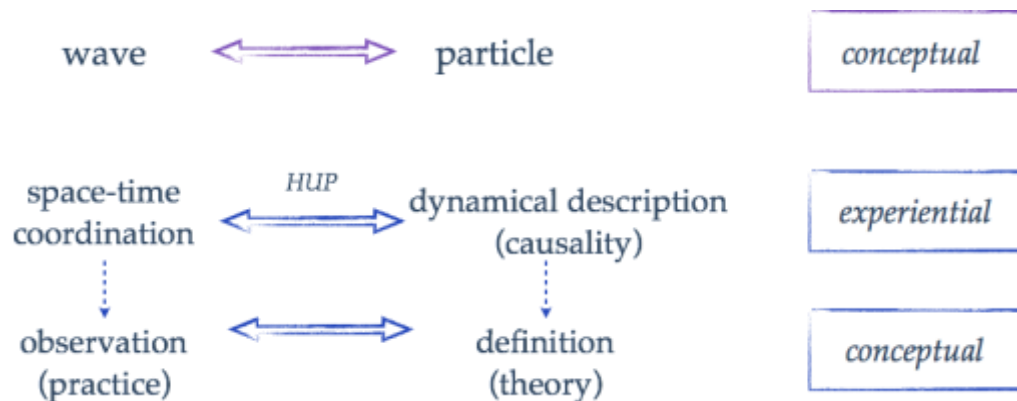 wave particle conceptual
HUP
space-time
coordination
dynamical description
(causality)
experiential
observation
(practice)
definition
(theory)
conceptual